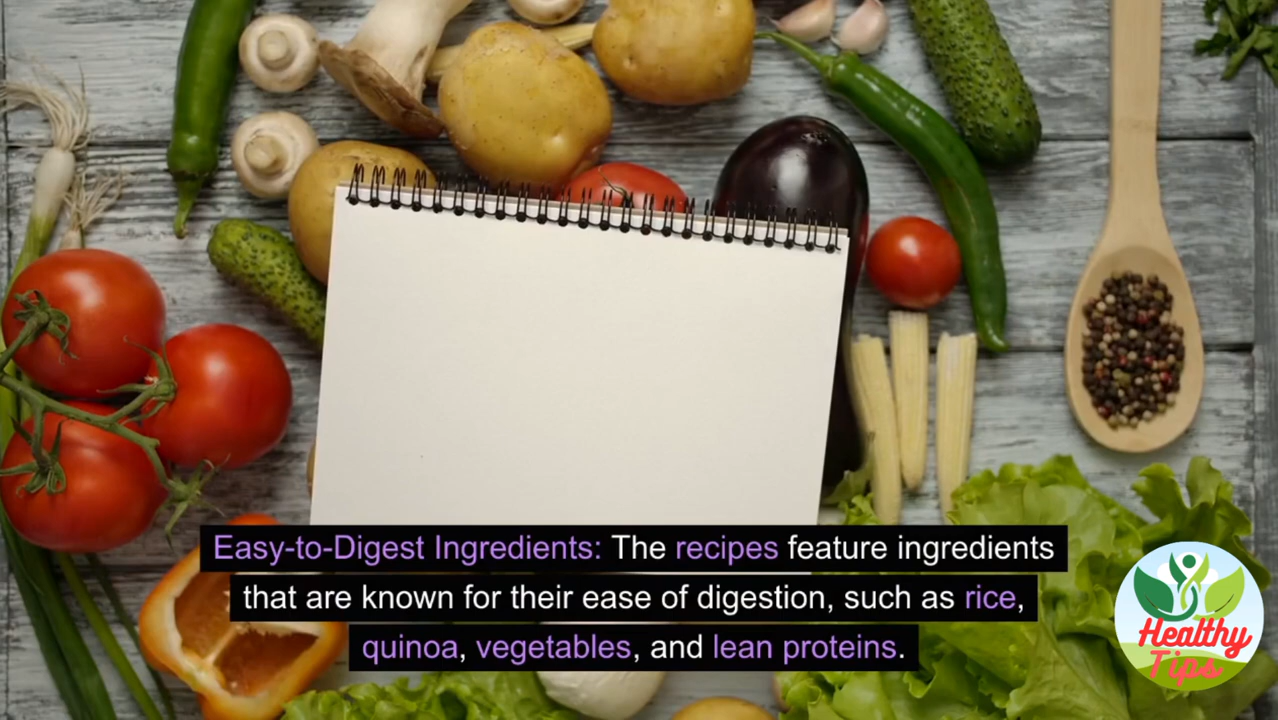 Easy-to-Digest Ingredients: The recipes feature ingredients
that are known for their ease of digestion, such as rice,
quinoa, vegetables, and lean proteins.
Healthy
Tips